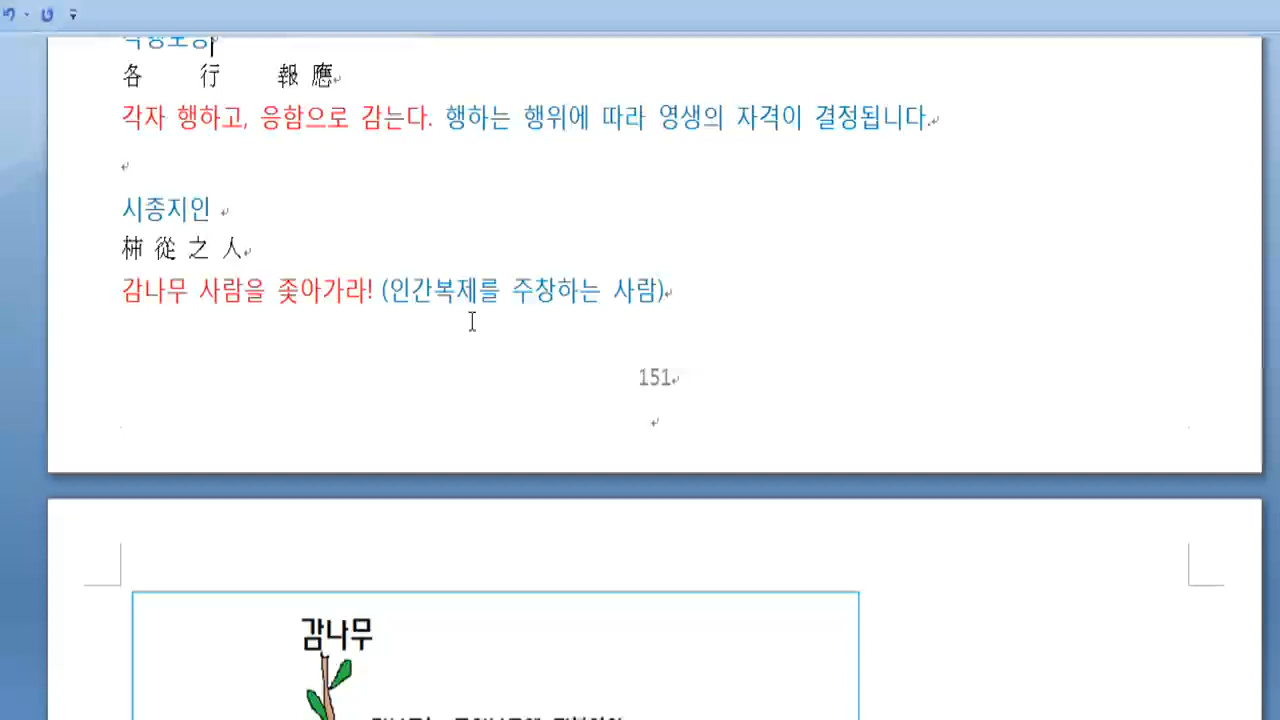 各 行 報 應
각자 행하고, 응함으로 감는다. 행하는 행위에 따라 영생의 자격이 결정됩니다.
시종지인
枾 從 之 人
감나무 사람을 좇아가라! (인간복제를 주창하는 사람)
151
감나무